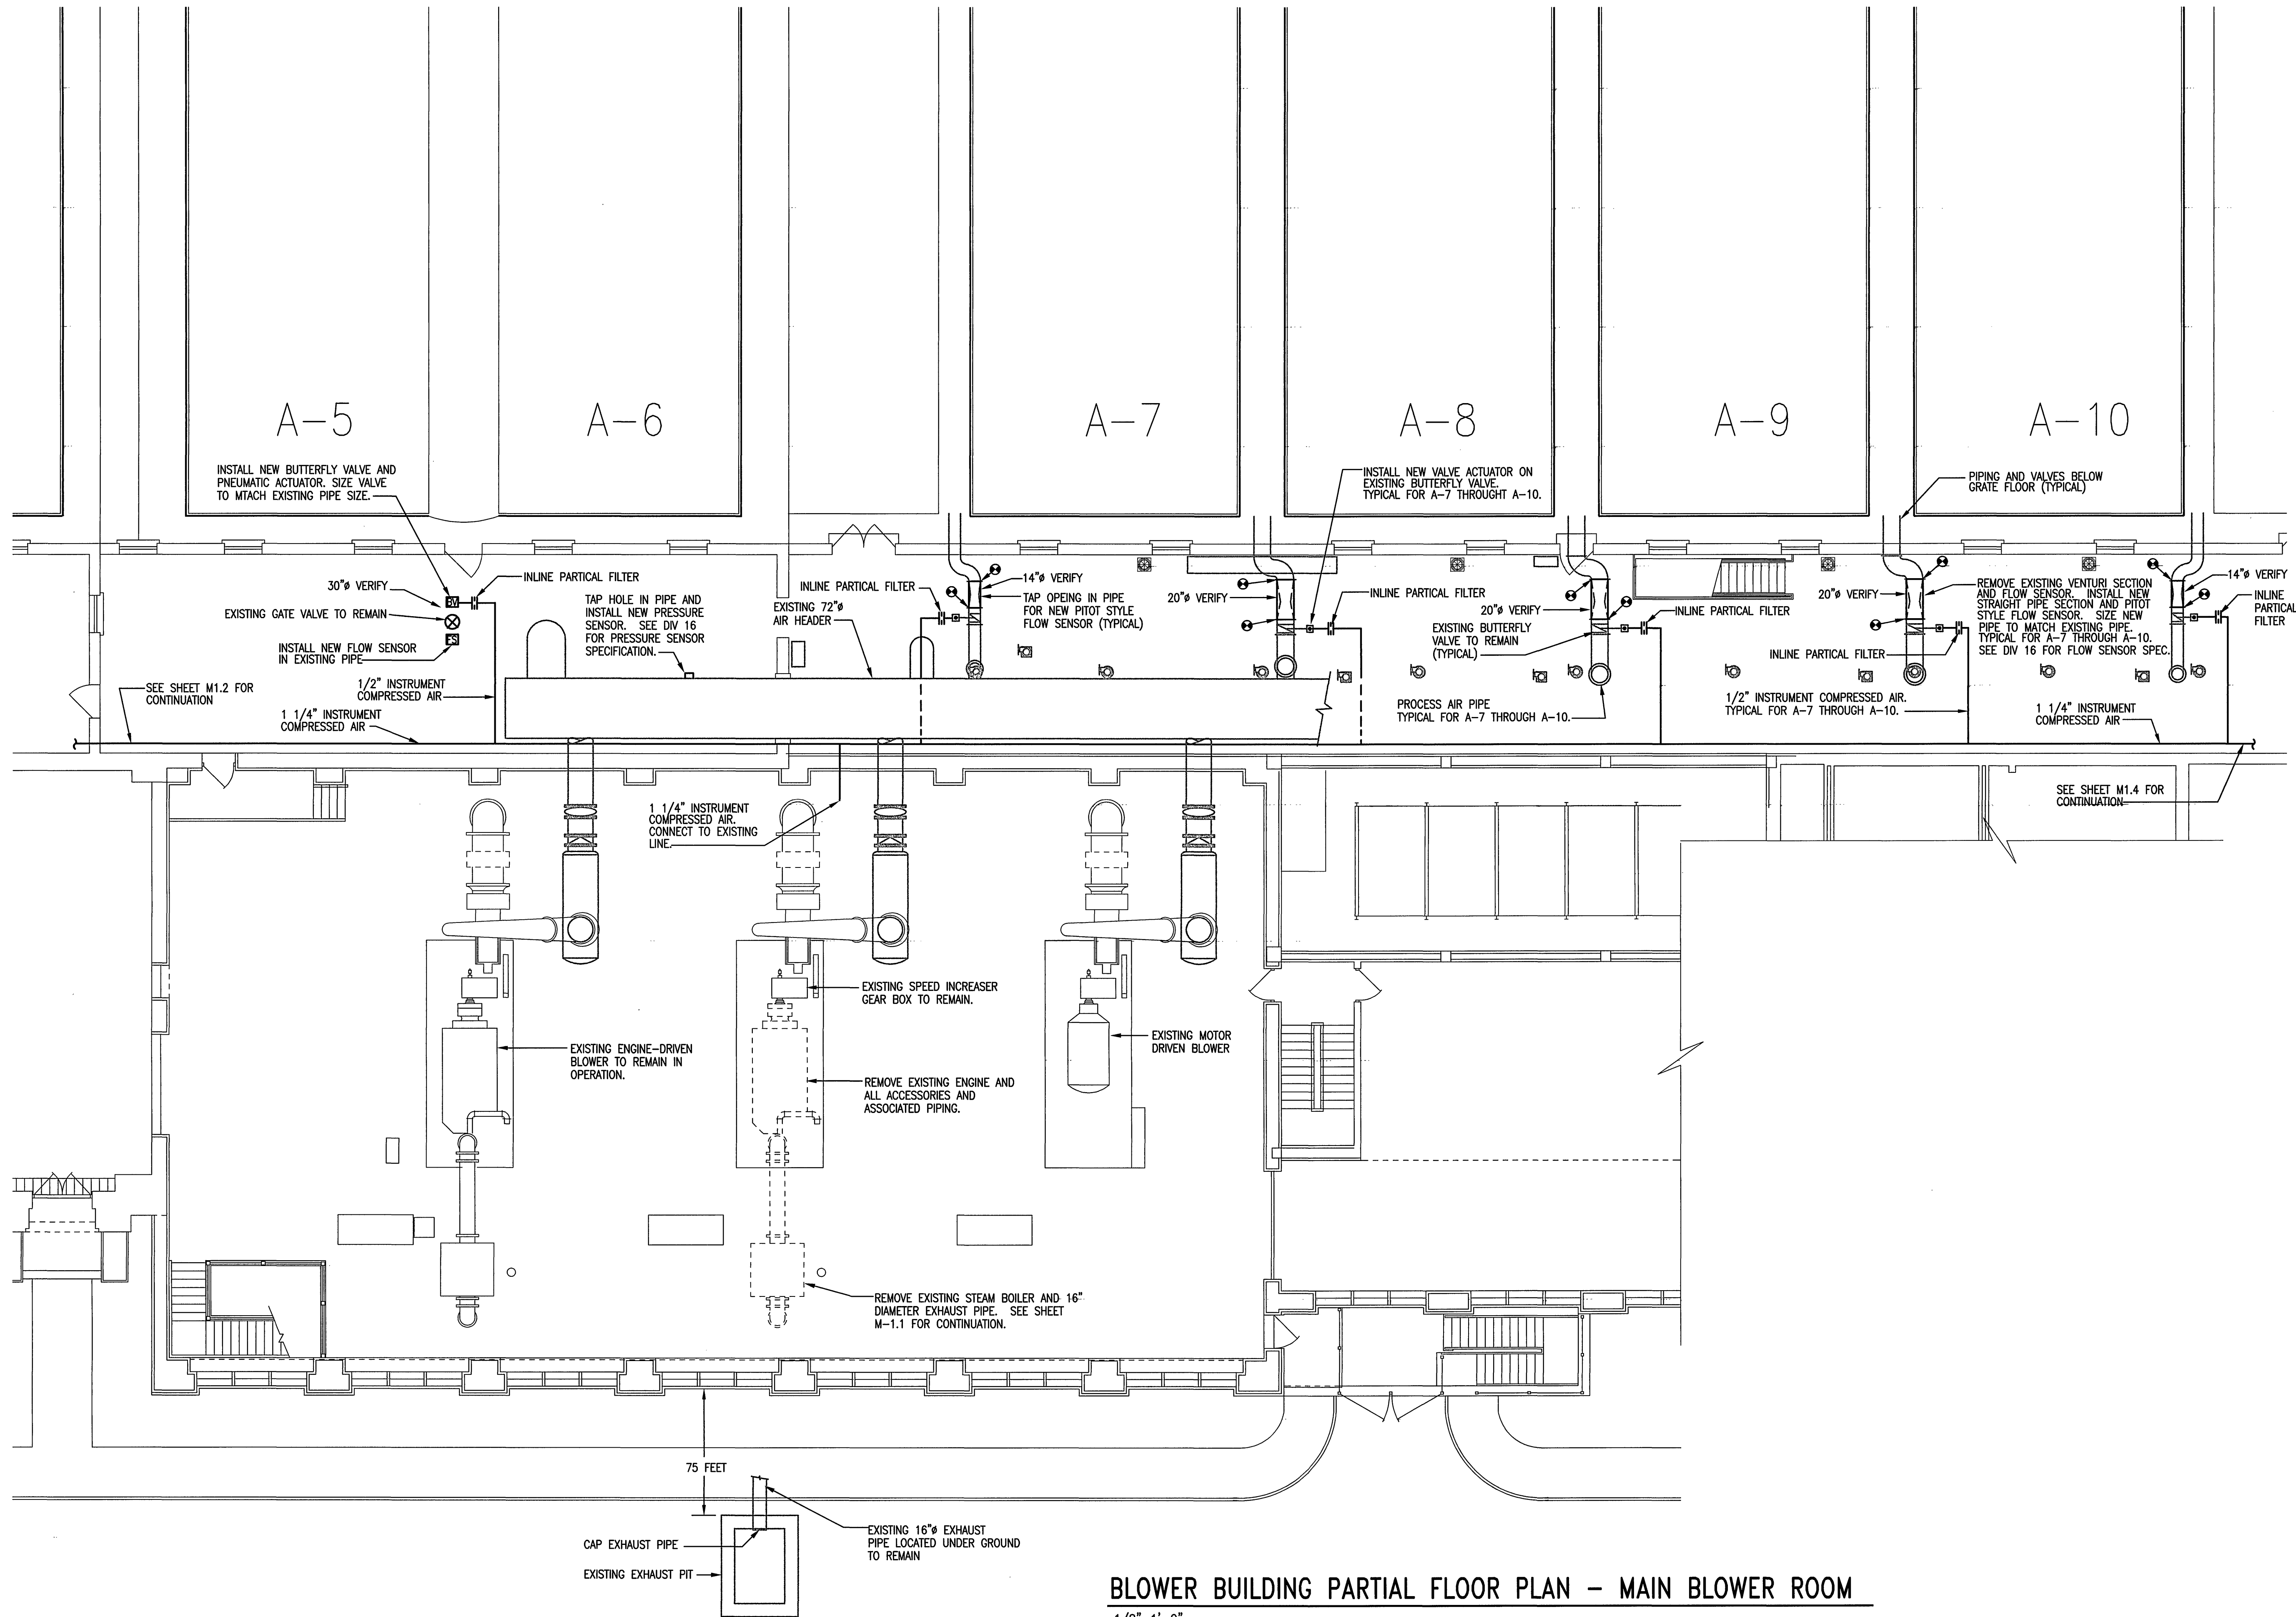 A-5
A-6
A-7
A-8
A-9
A-10
INSTALL NEW BUTTERFLY VALVE AND
PNEUMATIC ACTUATOR. SIZE VALVE
TO MTACH EXISTING PIPE SIZE.
INSTALL NEW VALVE ACTUATOR ON
EXISTING BUTTERFLY VALVE.
TYPICAL FOR A-7 THROUGHT A-10.
PIPING AND VALVES BELOW
GRATE FLOOR (TYPICAL)
30"ø VERIFY
BV
INLINE PARTICAL FILTER
EXISTING GATE VALVE TO REMAIN
FS
INSTALL NEW FLOW SENSOR
IN EXISTING PIPE
TAP HOLE IN PIPE AND
INSTALL NEW PRESSURE
SENSOR. SEE DIV 16
FOR PRESSURE SENSOR
SPECIFICATION.
INLINE PARTICAL FILTER
EXISTING 72"ø
AIR HEADER
14"ø VERIFY
TAP OPEING IN PIPE
FOR NEW PITOT STYLE
FLOW SENSOR (TYPICAL)
20"ø VERIFY
INLINE PARTICAL FILTER
20"ø VERIFY
EXISTING BUTTERFLY
VALVE TO REMAIN
(TYPICAL)
INLINE PARTICAL FILTER
20"ø VERIFY
INLINE PARTICAL FILTER
REMOVE EXISTING VENTURI SECTION
AND FLOW SENSOR. INSTALL NEW
STRAIGHT PIPE SECTION AND PITOT
STYLE FLOW SENSOR. SIZE NEW
PIPE TO MATCH EXISTING PIPE.
TYPICAL FOR A-7 THROUGH A-10.
SEE DIV 16 FOR FLOW SENSOR SPEC.
14"ø VERIFY
INLINE
PARTICAL
FILTER
SEE SHEET M1.2 FOR
CONTINUATION
1/2" INSTRUMENT
COMPRESSED AIR
1 1/4" INSTRUMENT
COMPRESSED AIR
PROCESS AIR PIPE
TYPICAL FOR A-7 THROUGH A-10.
1/2" INSTRUMENT COMPRESSED AIR.
TYPICAL FOR A-7 THROUGH A-10.
1 1/4" INSTRUMENT
COMPRESSED AIR
1 1/4" INSTRUMENT
COMPRESSED AIR.
CONNECT TO EXISTING
LINE.
SEE SHEET M1.4 FOR
CONTINUATION
EXISTING SPEED INCREASER
GEAR BOX TO REMAIN.
EXISTING ENGINE-DRIVEN
BLOWER TO REMAIN IN
OPERATION.
EXISTING MOTOR
DRIVEN BLOWER
REMOVE EXISTING ENGINE AND
ALL ACCESSORIES AND
ASSOCIATED PIPING.
REMOVE EXISTING STEAM BOILER AND 16"
DIAMETER EXHAUST PIPE. SEE SHEET
M-1.1 FOR CONTINUATION.
75 FEET
CAP EXHAUST PIPE
EXISTING EXHAUST PIT
EXISTING 16"ø EXHAUST
PIPE LOCATED UNDER GROUND
TO REMAIN
BLOWER BUILDING PARTIAL FLOOR PLAN - MAIN BLOWER ROOM